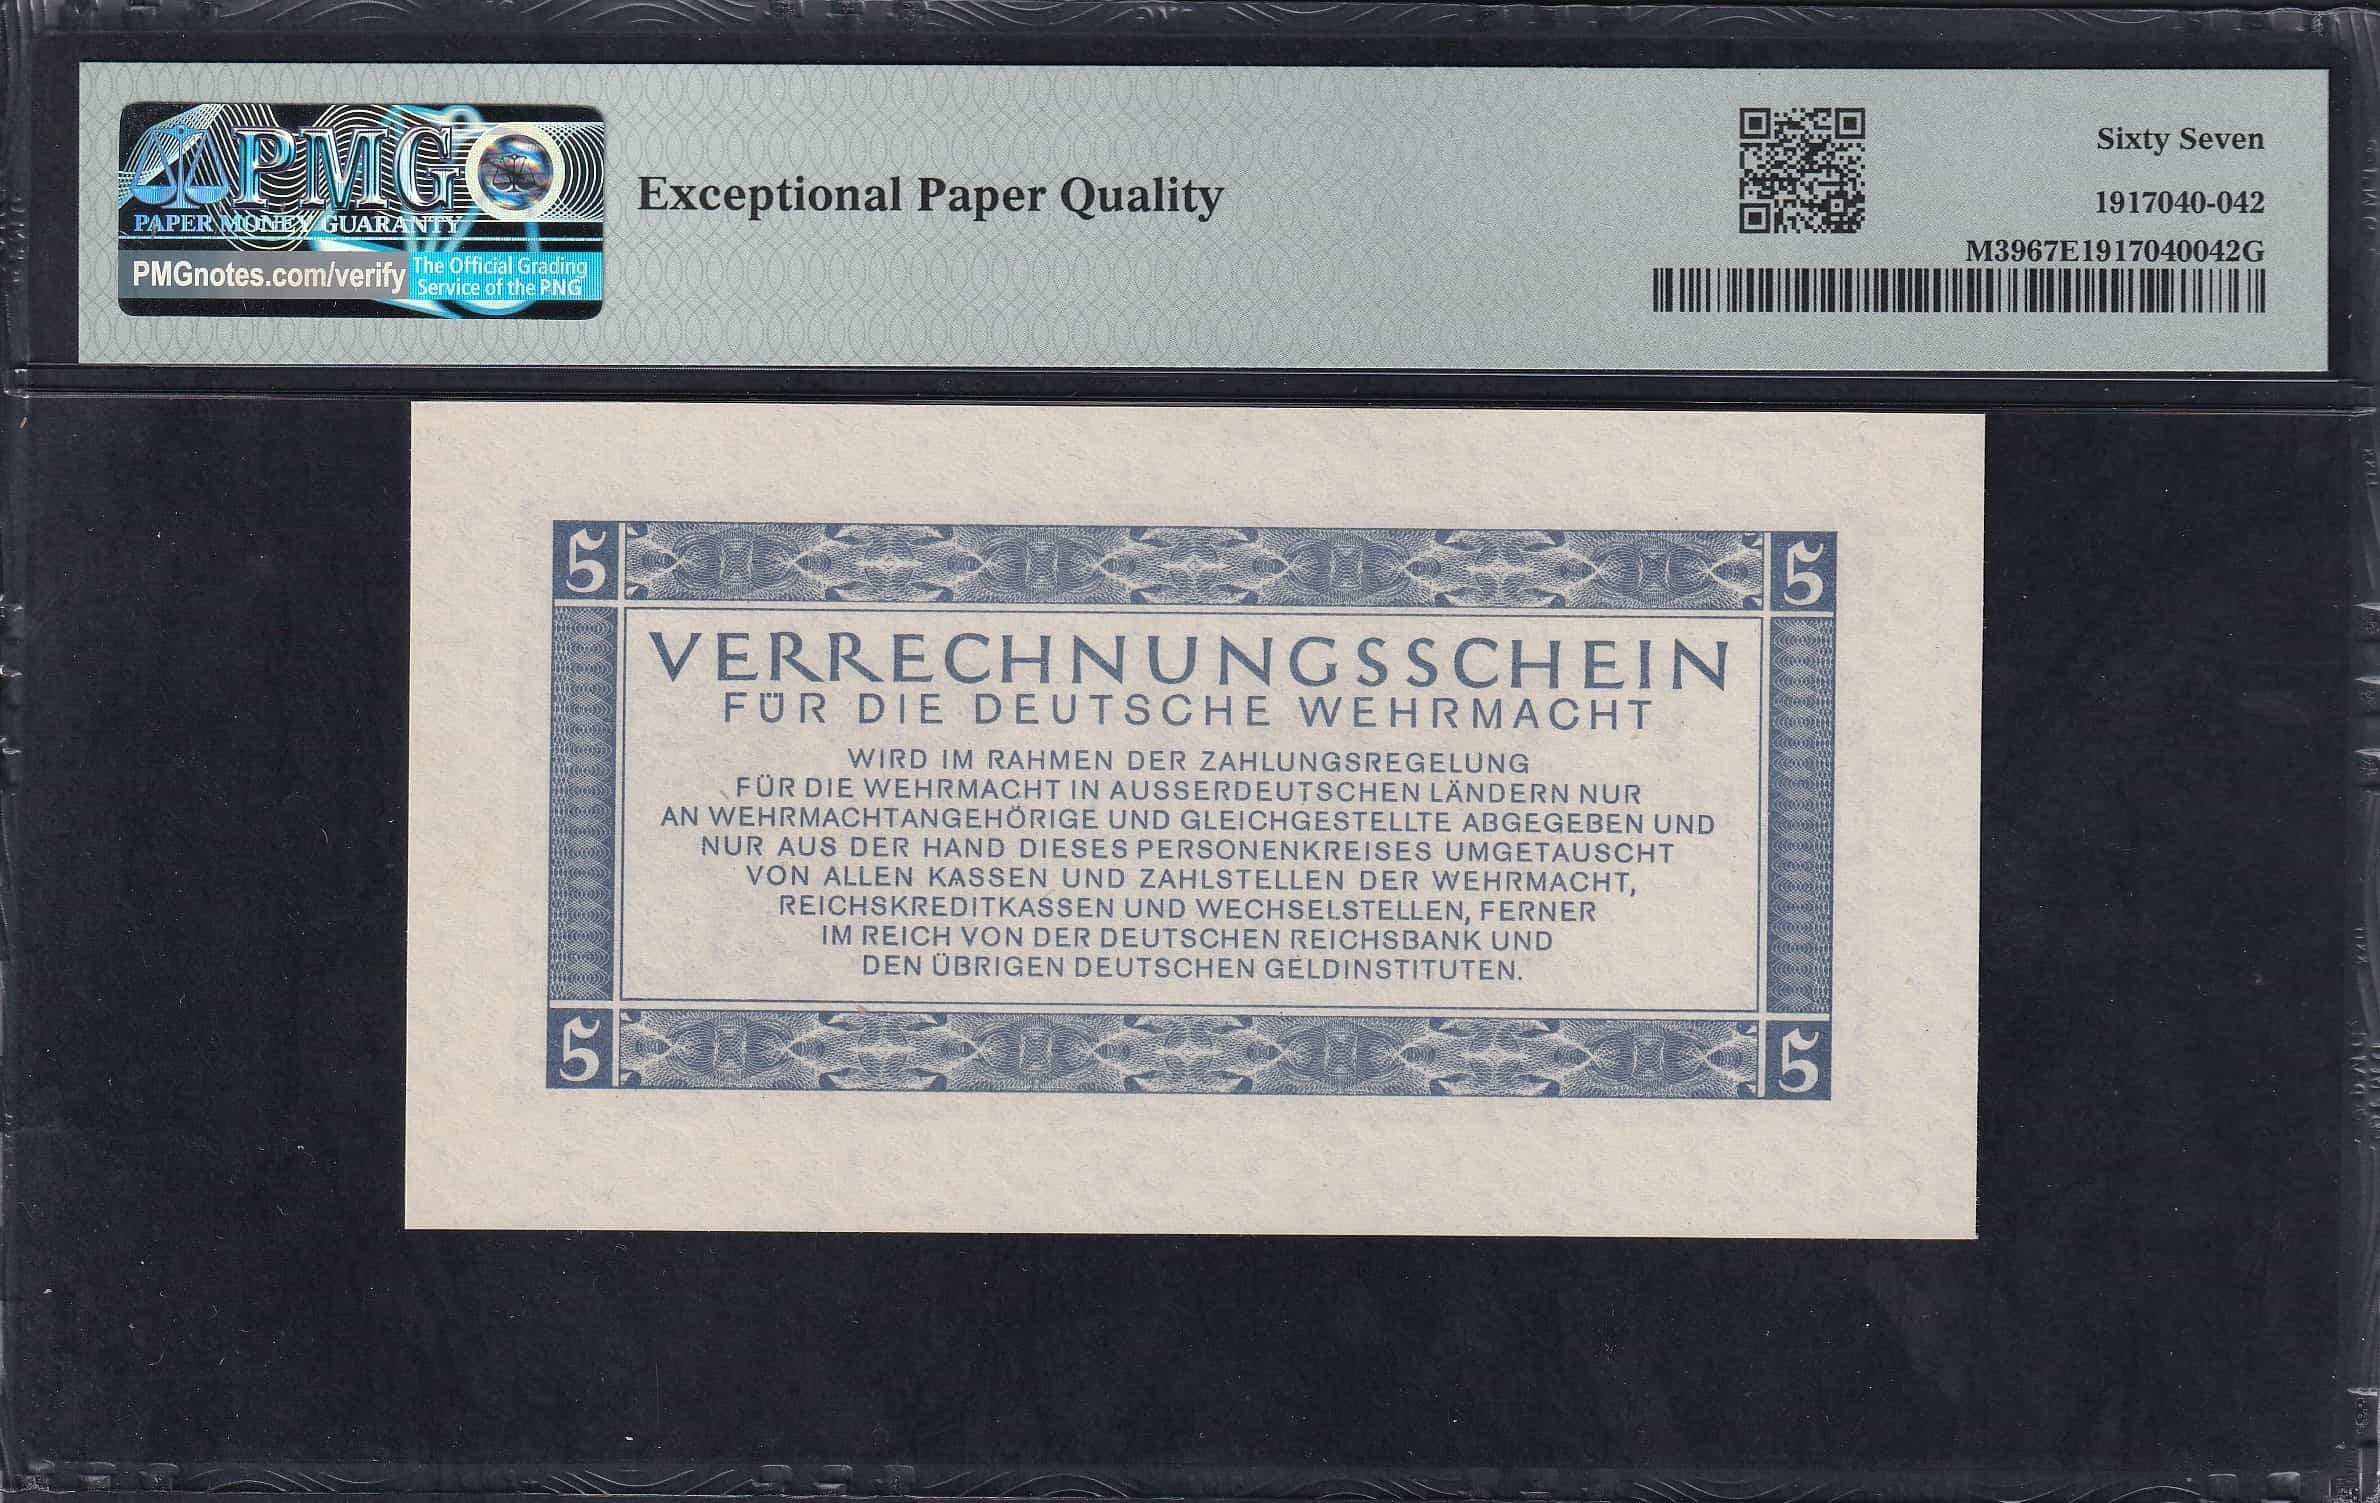 PMG
PAPER MONEY GUARANTY
PMGnotes.com/verify
The Official Grading
Service of the PNG
Exceptional Paper Quality
Sixty Seven
1917040-042
M3967E1917040042G
5
5
VERRECHNUNGSSCHEIN
FÜR DIE DEUTSCHE WEHRMACHT
WIRD IM RAHMEN DER ZAHLUNGSREGELUNG
FÜR DIE WEHRMACHT IN AUSSERDEUTSCHEN LÄNDERN NUR
AN WEHRMACHTANGEHÖRIGE UND GLEICHGESTELLTE ABGEGEBEN UND
NUR AUS DER HAND DIESES PERSONENKREISES UMGETAUSCHT
VON ALLEN KASSEN UND ZAHLSTELLEN DER WEHRMACHT,
REICHSKREDITKASSEN UND WECHSELSTELLEN, FERNER
IM REICH VON DER DEUTSCHEN REICHSBANK UND
DEN ÜBRIGEN DEUTSCHEN GELDINSTITUTEN.
5
5